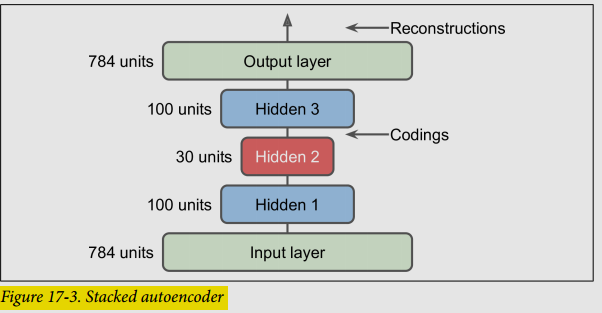 Reconstructions
784 units Output layer
100 units Hidden 3
Codings
30 units Hidden 2
100 units Hidden 1
784 units Input layer
Figure 17-3. Stacked autoencoder